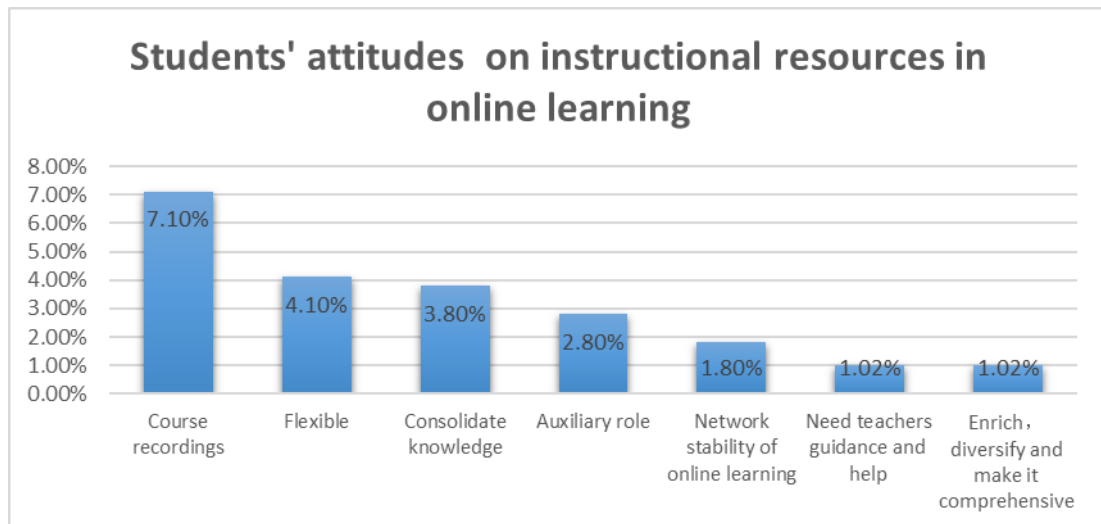 Students' attitudes on instructional resources in
online learning
8.00%
7.00%
6.00%
5.00%
4.00%
3.00%
2.00%
1.00%
0.00%
7.10%
4.10%
3.80%
2.80%
1.80%
1.02%
1.02%
Course
recordings
Flexible
Consolidate
knowledge
Auxiliary role
Network
stability of
online learning
Need teachers
guidance and
help
Enrich，
diversify and
make it
comprehensive